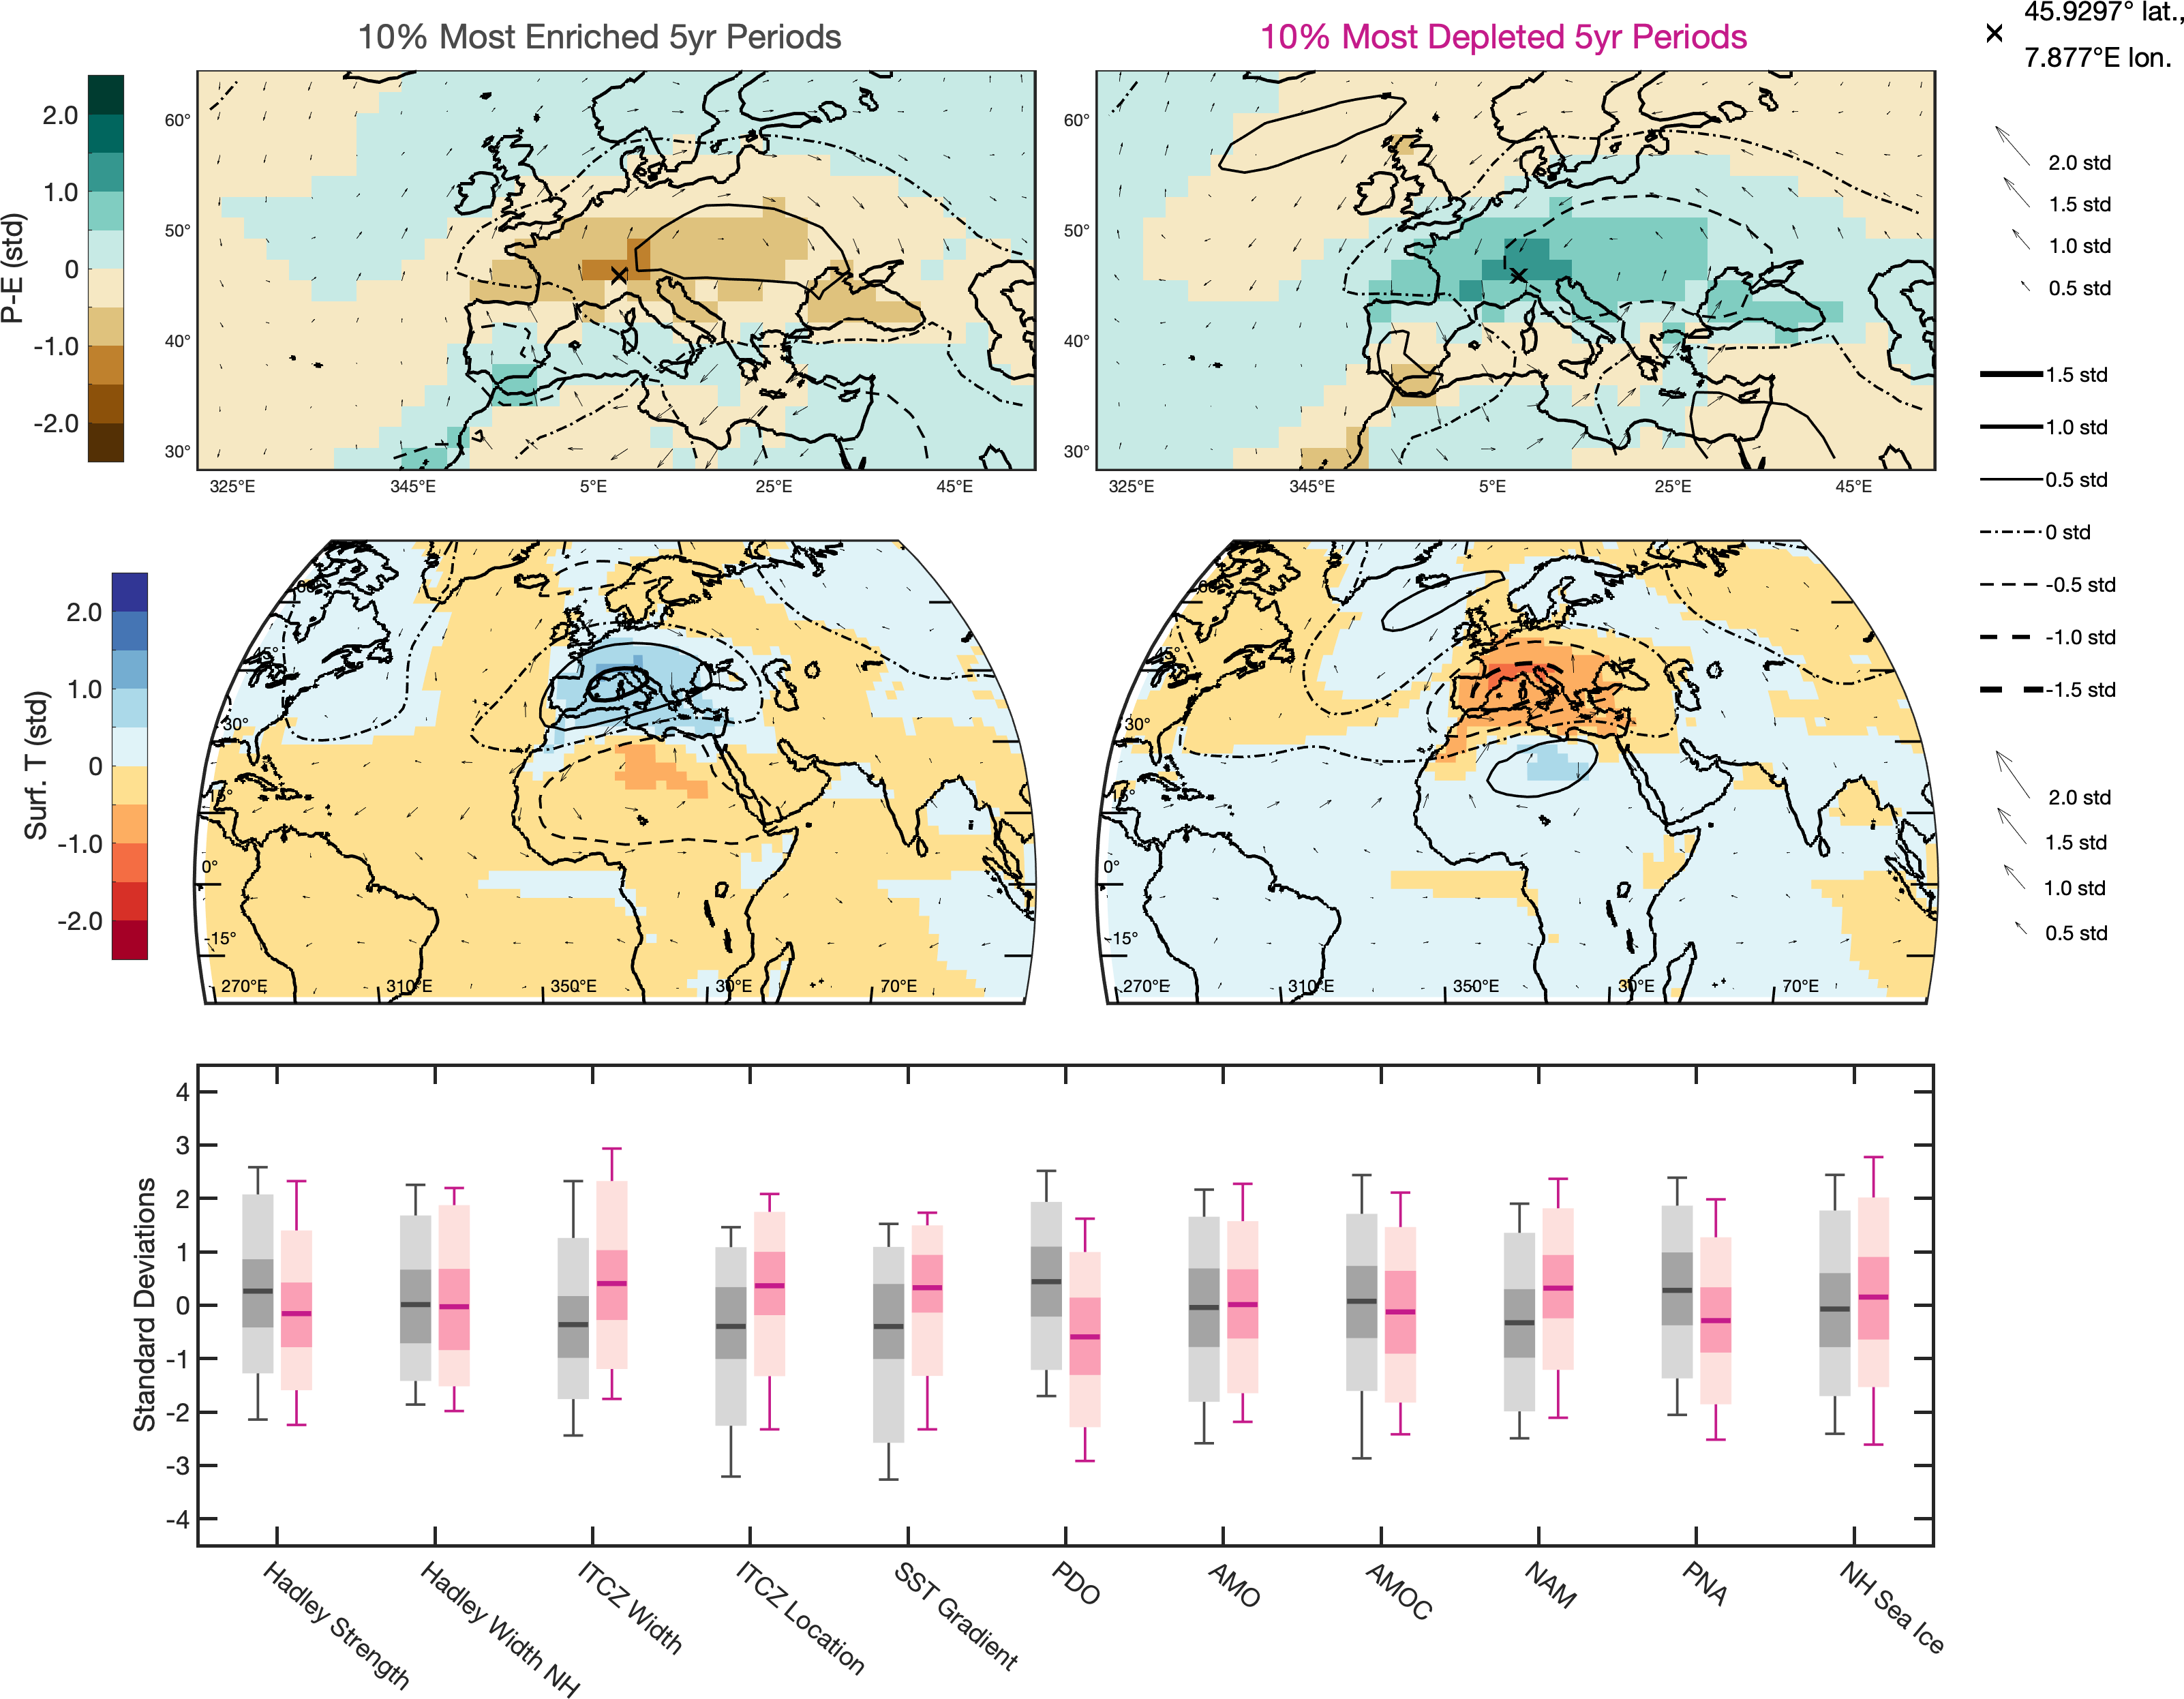 10% Most Enriched 5yr Periods
10% Most Depleted 5yr Periods
45.9297° lat.,
7.877°E lon.
P-E (std)
2.0
1.0
0
-1.0
-2.0
60°
50°
40°
30°
325°E
345°E
5°E
25°E
45°E
60°
50°
40°
30°
325°E
345°E
5°E
25°E
45°E
2.0 std
1.5 std
1.0 std
0.5 std
1.5 std
1.0 std
0.5 std
0 std
-0.5 std
-1.0 std
-1.5 std
Surf. T (std)
2.0
1.0
0
-1.0
-2.0
60°
45°
30°
15°
0°
-15°
270°E
310°E
350°E
30°E
70°E
60°
45°
30°
15°
0°
-15°
270°E
310°E
350°E
30°E
70°E
2.0 std
1.5 std
1.0 std
0.5 std
Standard Deviations
4
3
2
1
0
-1
-2
-3
-4
Hadley Strength
Hadley Width NH
ITCZ Width
ITCZ Location
SST Gradient
PDO
AMO
AMOC
NAM
PNA
NH Sea Ice